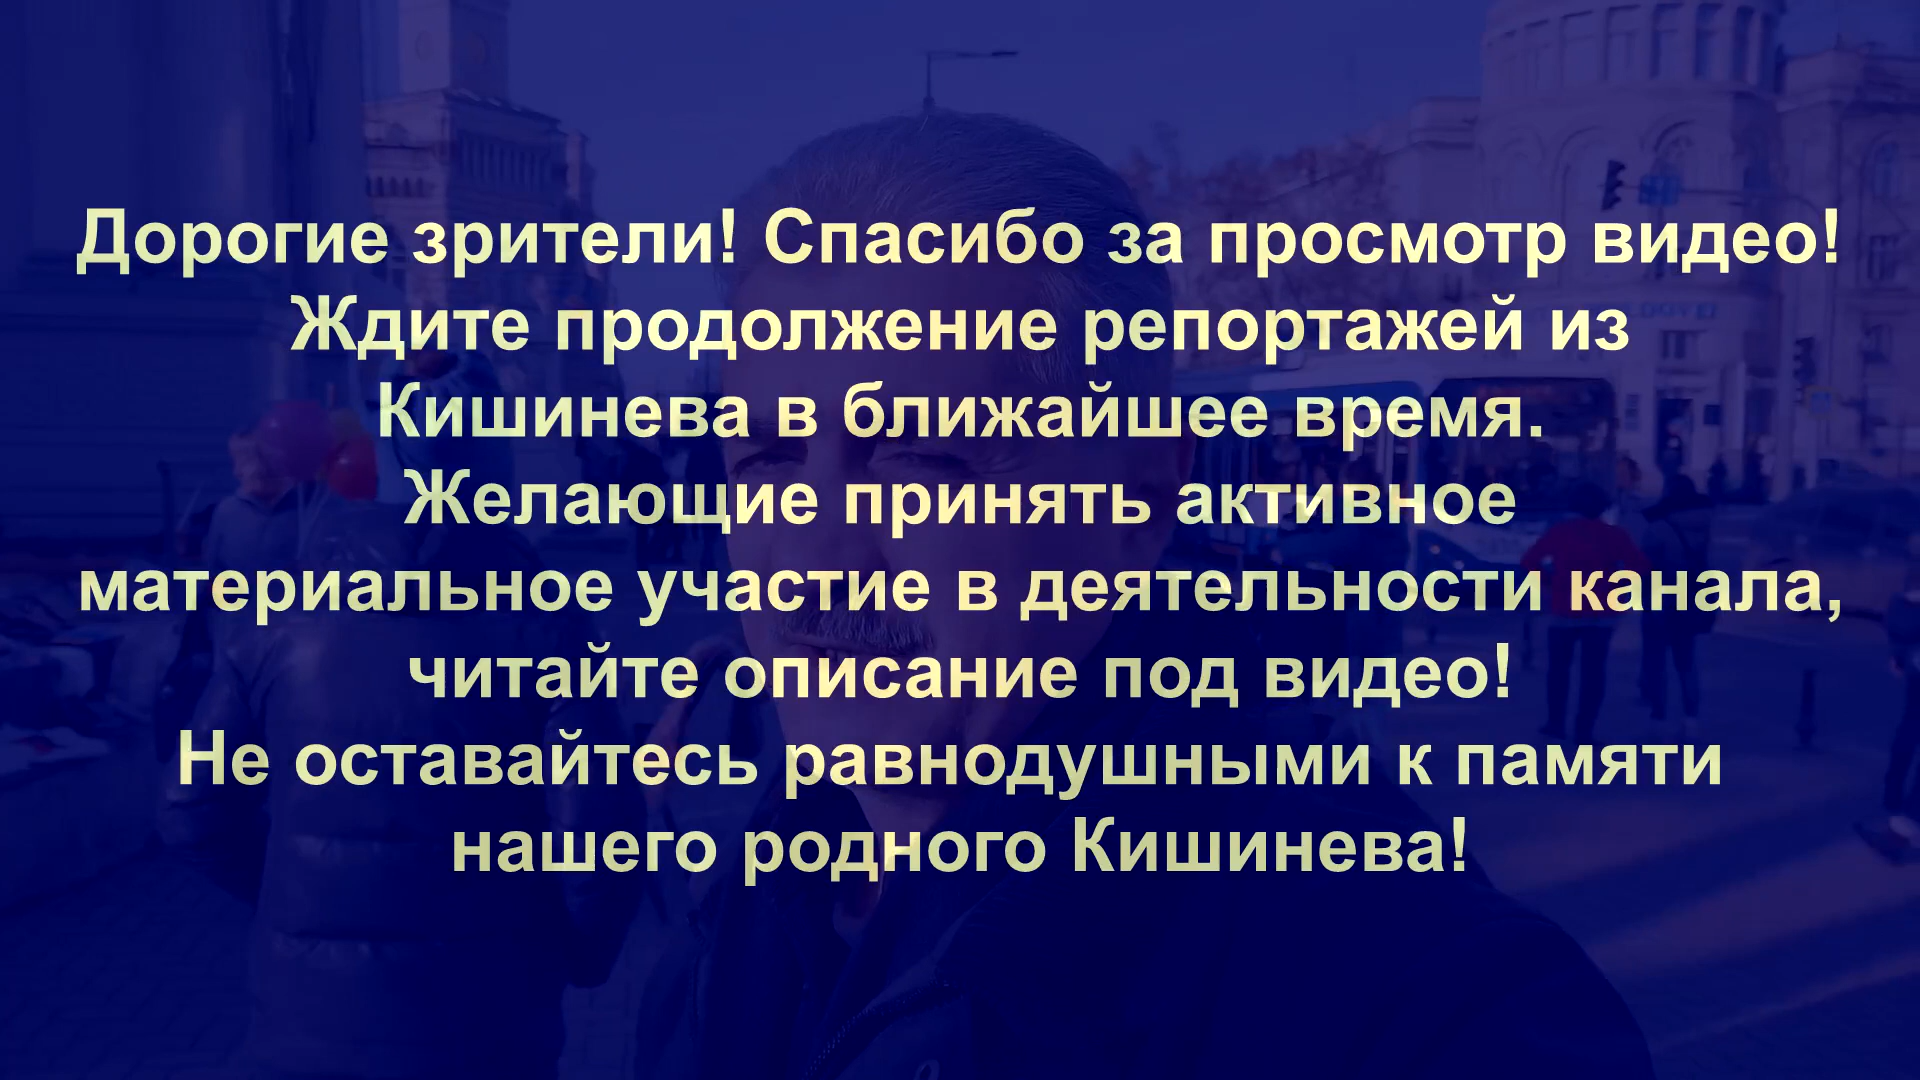 Дорогие зрители! Спасибо за просмотр видео!
Ждите продолжение репортажей из
Кишинева в ближайшее время.
Желающие принять активное
материальное участие в деятельности канала,
читайте описание под видео!
Не оставайтесь равнодушными к памяти
нашего родного Кишинева!